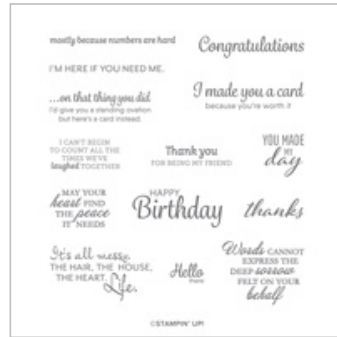 mostly because numbers are hard
Congratulations
I'M HERE IF YOU NEED ME.
...on that thing you did
I'd give you a standing ovation
but here's a card instead.
I made you a card
because you're worth it
I CAN'T BEGIN
TO COUNT ALL THE
TIMES WE'VE
laughed TOGETHER
Thank you
FOR BEING MY FRIEND
YOU MADE
MY
day
MAY YOUR
heart FIND
THE peace
IT NEEDS
HAPPY
Birthday
thanks
It's all messy.
THE HAIR, THE HOUSE,
THE HEART.
Life.
Hello
there
Words CANNOT
EXPRESS THE
DEEP sorrow
FELT ON YOUR
behalf
©STAMPIN' UP!